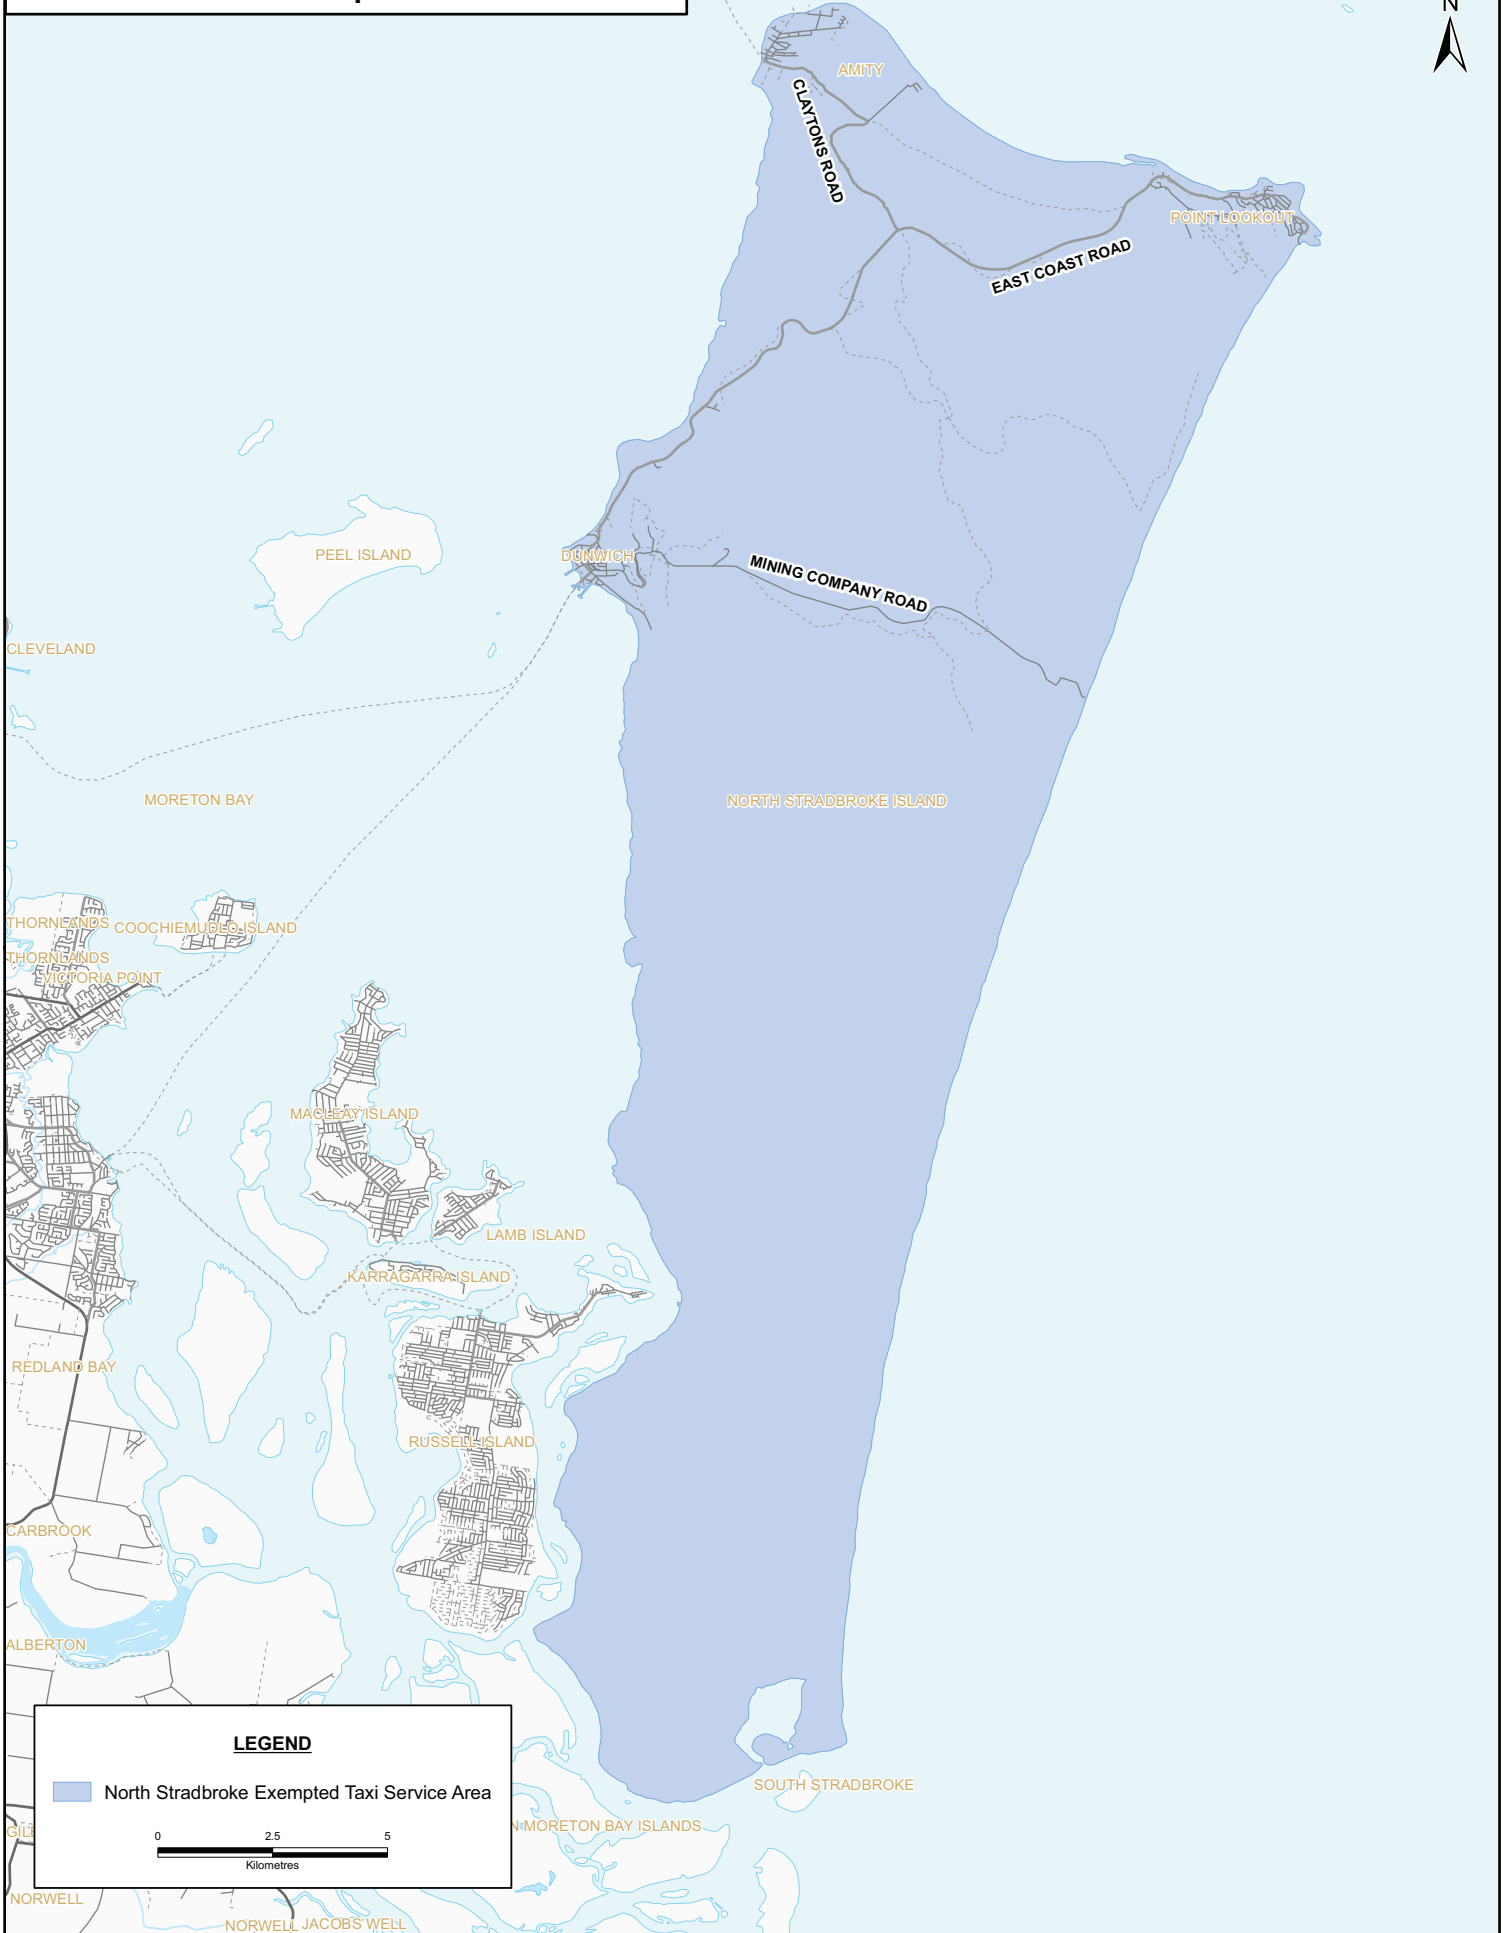 N
AMITY
CLAYTONS ROAD
POINT LOOKOUT
EAST COAST ROAD
PEEL ISLAND
DUNWICH
MINING COMPANY ROAD
CLEVELAND
MORETON BAY
NORTH STRADBROKE ISLAND
THORNLANDS
COOCHIEMUDLO ISLAND
THORNLANDS
VICTORIA POINT
MACLEAY ISLAND
LAMB ISLAND
KARRAGARRA ISLAND
REDLAND BAY
RUSSELL ISLAND
CARBROOK
ALBERTON
LEGEND
North Stradbroke Exempted Taxi Service Area
0 2.5 5
Kilometres
SOUTH STRADBROKE
MORETON BAY ISLANDS
NORWELL
NORWELL
JACOBS WELL